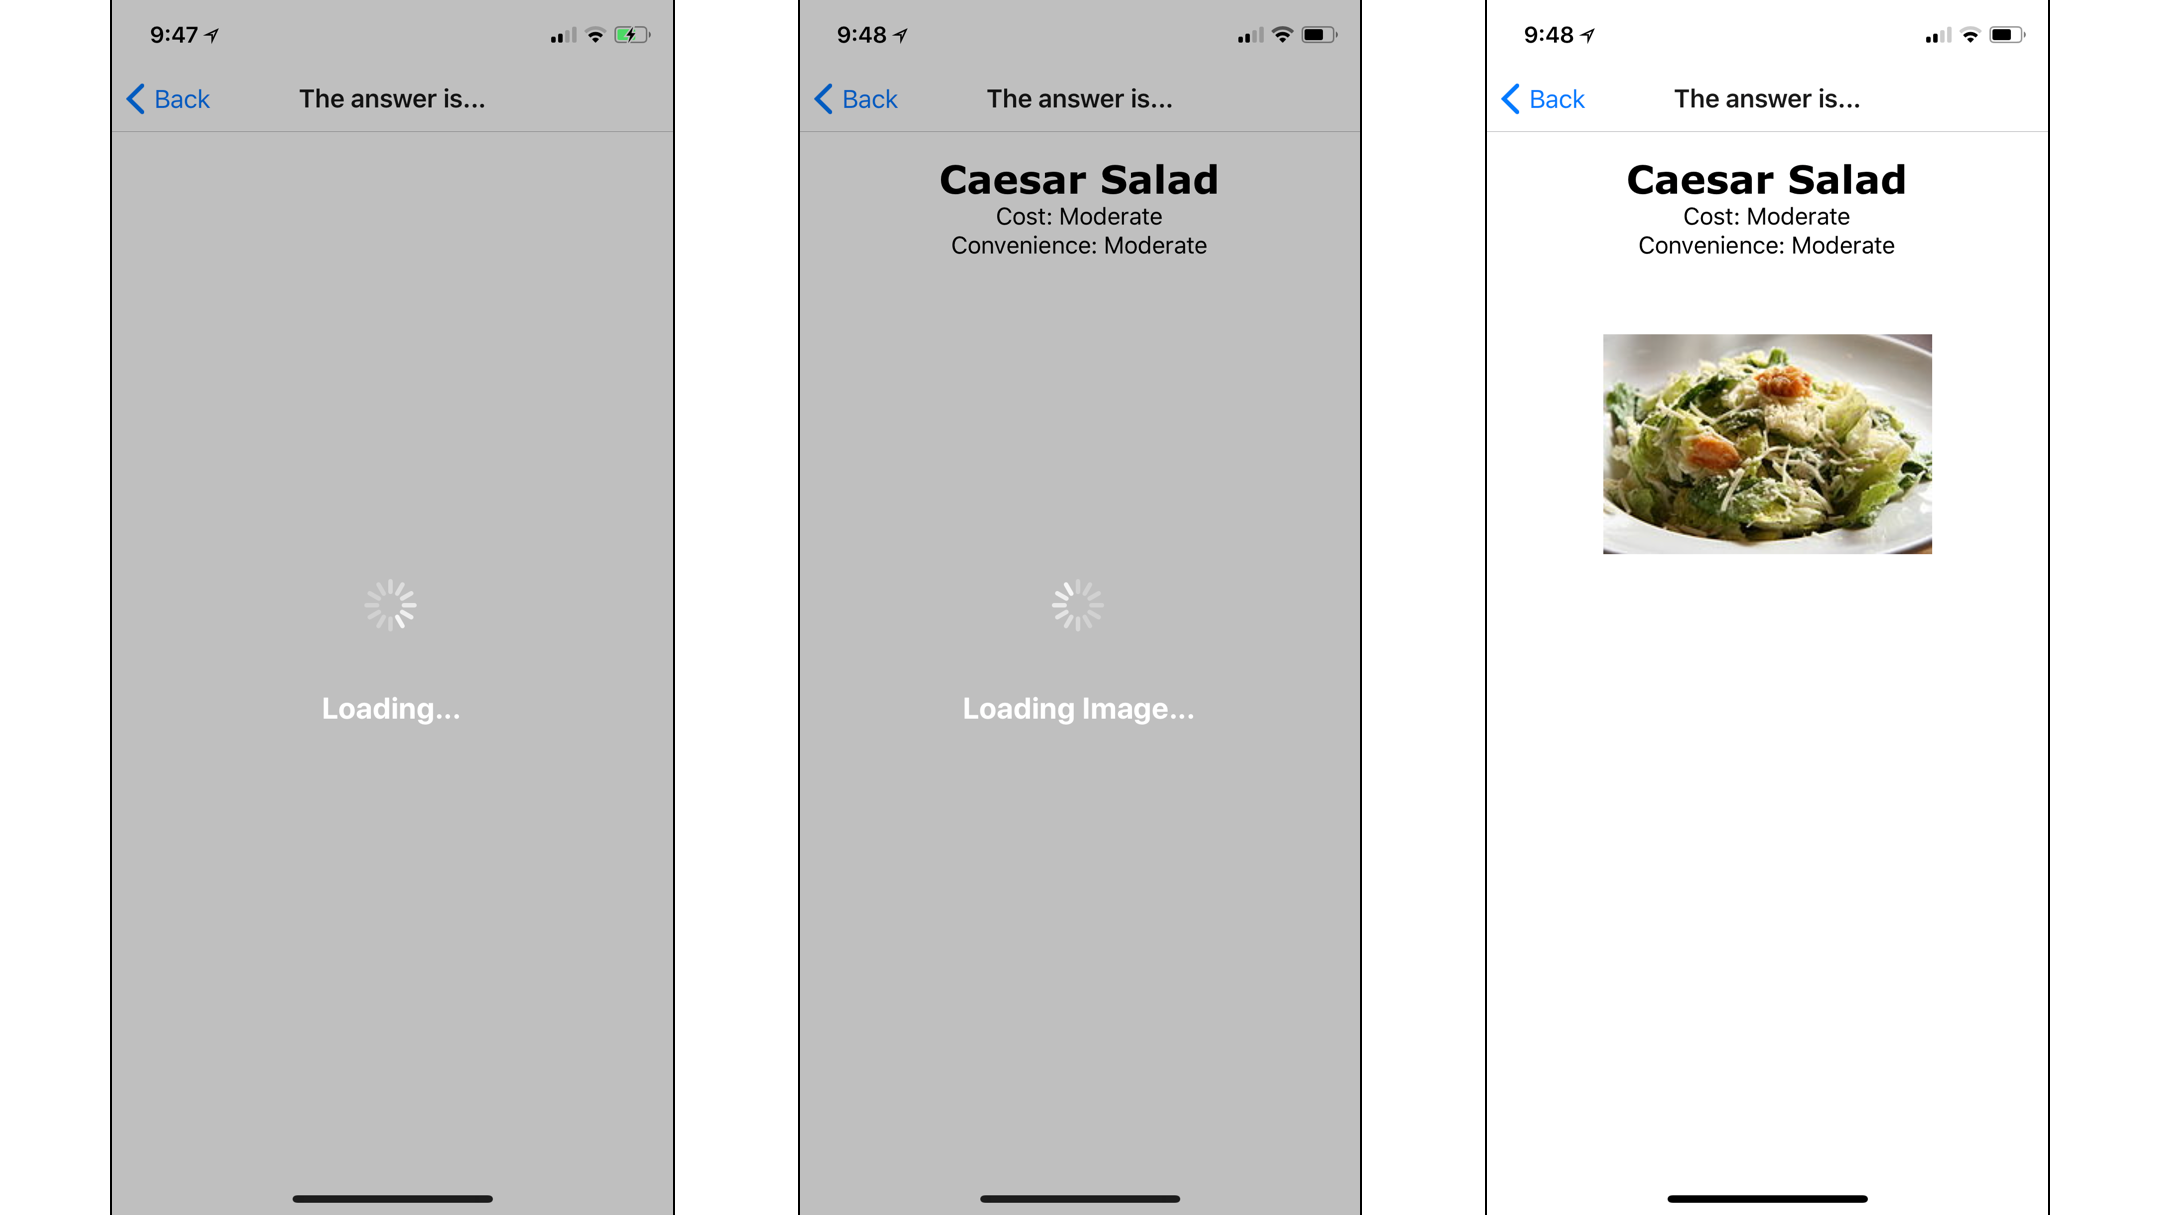 9:47
Back
The answer is...
Loading...
9:48
Back
The answer is...
Caesar Salad
Cost: Moderate
Convenience: Moderate
Loading Image...
9:48
Back
The answer is...
Caesar Salad
Cost: Moderate
Convenience: Moderate